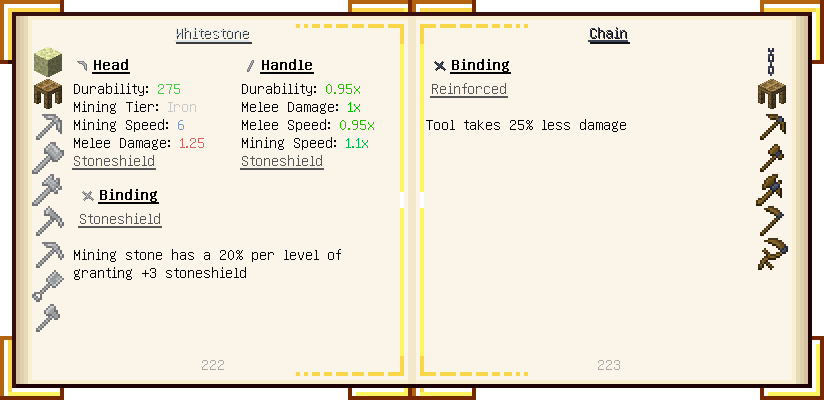 Whitestone
Head
Durability: 275
Mining Tier: Iron
Mining Speed: 6
Melee Damage: 1.25
Stoneshield
Handle
Durability: 0.95x
Melee Damage: 1x
Melee Speed: 0.95x
Mining Speed: 1.1x
Stoneshield
Binding
Stoneshield
Mining stone has a 20% per level of
granting +3 stoneshield
222
Chain
Binding
Reinforced
Tool takes 25% less damage
223